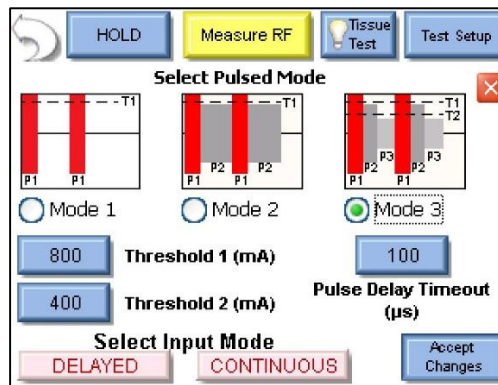 HOLD
Measure RF
Tissue
Test
Test Setup
Select Pulsed Mode
T1
P1 P1
Mode 1
T1
P2 P2
P1 P1
Mode 2
T1
T2
P3 P3
P2 P2
P1 P1
Mode 3
800 Threshold 1 (mA)
400 Threshold 2 (mA)
100
Pulse Delay Timeout
(µs)
Select Input Mode
DELAYED CONTINUOUS
Accept
Changes